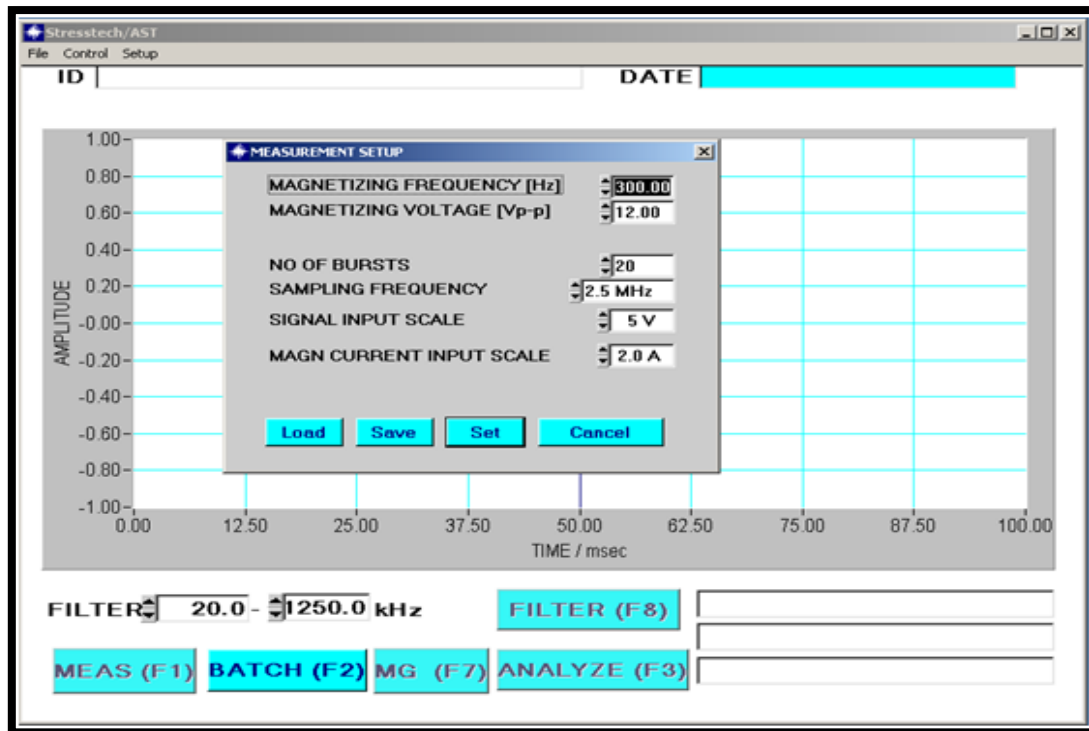 Stresstech/AST
File Control Setup
ID DATE
MEASUREMENT SETUP
MAGNETIZING FREQUENCY [Hz] 300.00
MAGNETIZING VOLTAGE [Vp-p] 12.00
NO OF BURSTS 20
SAMPLING FREQUENCY 2.5 MHz
SIGNAL INPUT SCALE 5 V
MAGN CURRENT INPUT SCALE 2.0 A
Load Save Set Cancel
AMPLITUDE
1.00
0.80
0.60
0.40
0.20
-0.00
-0.20
-0.40
-0.60
-0.80
-1.00
0.00 12.50 25.00 37.50 50.00 62.50 75.00 87.50 100.00
TIME / msec
FILTER 20.0 - 1250.0 kHz FILTER (F8)
MEAS (F1) BATCH (F2) MG (F7) ANALYZE (F3)